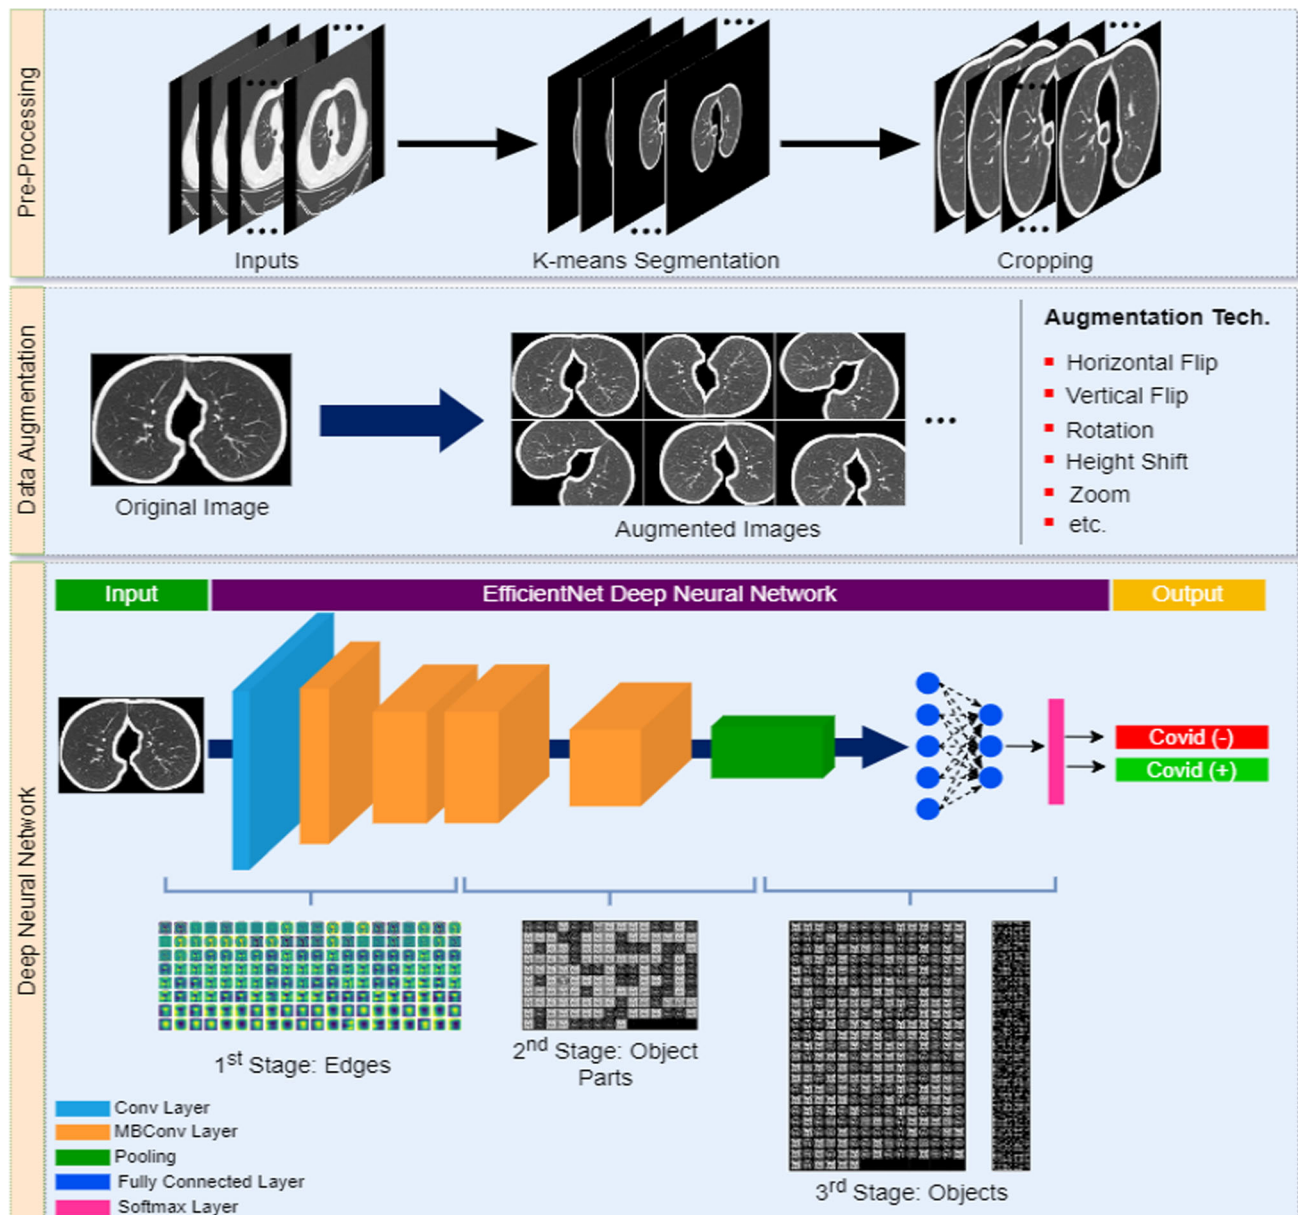 Pre-Processing
Inputs
K-means Segmentation
Cropping
Data Augmentation
Original Image
Augmented Images
Augmentation Tech.
Horizontal Flip
Vertical Flip
Rotation
Height Shift
Zoom
etc.
Deep Neural Network
Input
EfficientNet Deep Neural Network
Output
Covid (-)
Covid (+)
1st Stage: Edges
2nd Stage: Object
Parts
3rd Stage: Objects
Conv Layer
MBConv Layer
Pooling
Fully Connected Layer
Softmax Layer